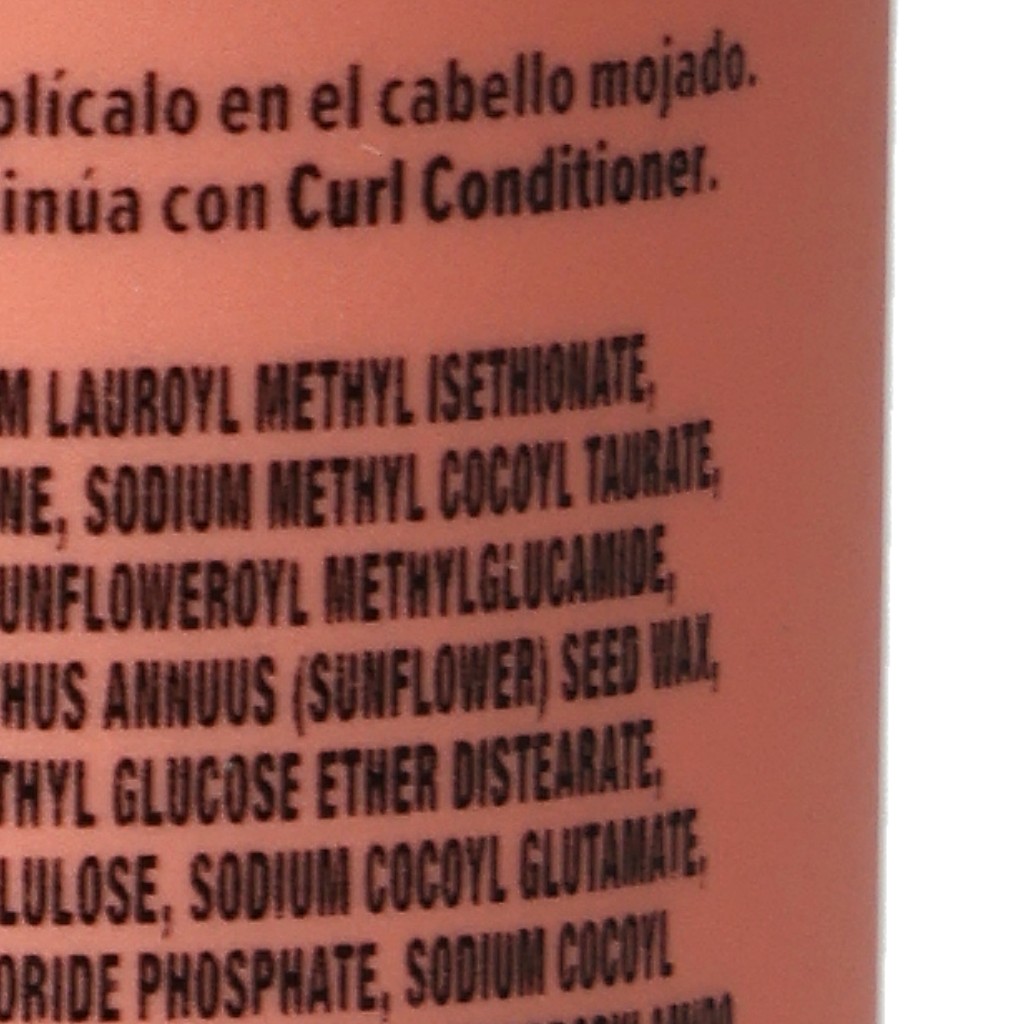 plícalo en el cabello mojado.
inúa con Curl Conditioner.
M LAUROYL METHYL ISETHIONATE,
NE, SODIUM METHYL COCOYL TAURATE,
UNFLOWEROYL METHYLGLUCAMIDE,
HUS ANNUUS (SUNFLOWER) SEED WAX,
THYL GLUCOSE ETHER DISTEARATE,
LULOSE, SODIUM COCOYL GLUTAMATE,
ORIDE PHOSPHATE, SODIUM COCOYL